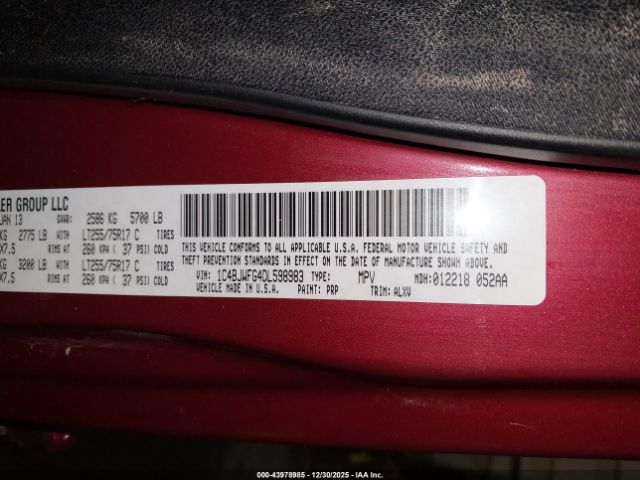 ER GROUP LLC
JAN 13 GVWR: 2586 KG 5700 LB
KG 2775 LB LT255/75R17 C TIRES
X7.5 RIMS AT 260 KPA ( 37 PSI) COLD
KG 3200 LB LT255/75R17 C TIRES
X7.5 RIMS AT 260 KPA ( 37 PSI) COLD
THIS VEHICLE CONFORMS TO ALL APPLICABLE U.S.A. FEDERAL MOTOR VEHICLE SAFETY AND
THEFT PREVENTION STANDARDS IN EFFECT ON THE DATE OF MANUFACTURE SHOWN ABOVE.
VIN: 1C4BJWFG4DL598983 TYPE: MPV MDH:012218 052AA
VEHICLE MADE IN U.S.A. PAINT: PRP TRIM: ALXV
000-43978985 - 12/30/2025 - IAA Inc.